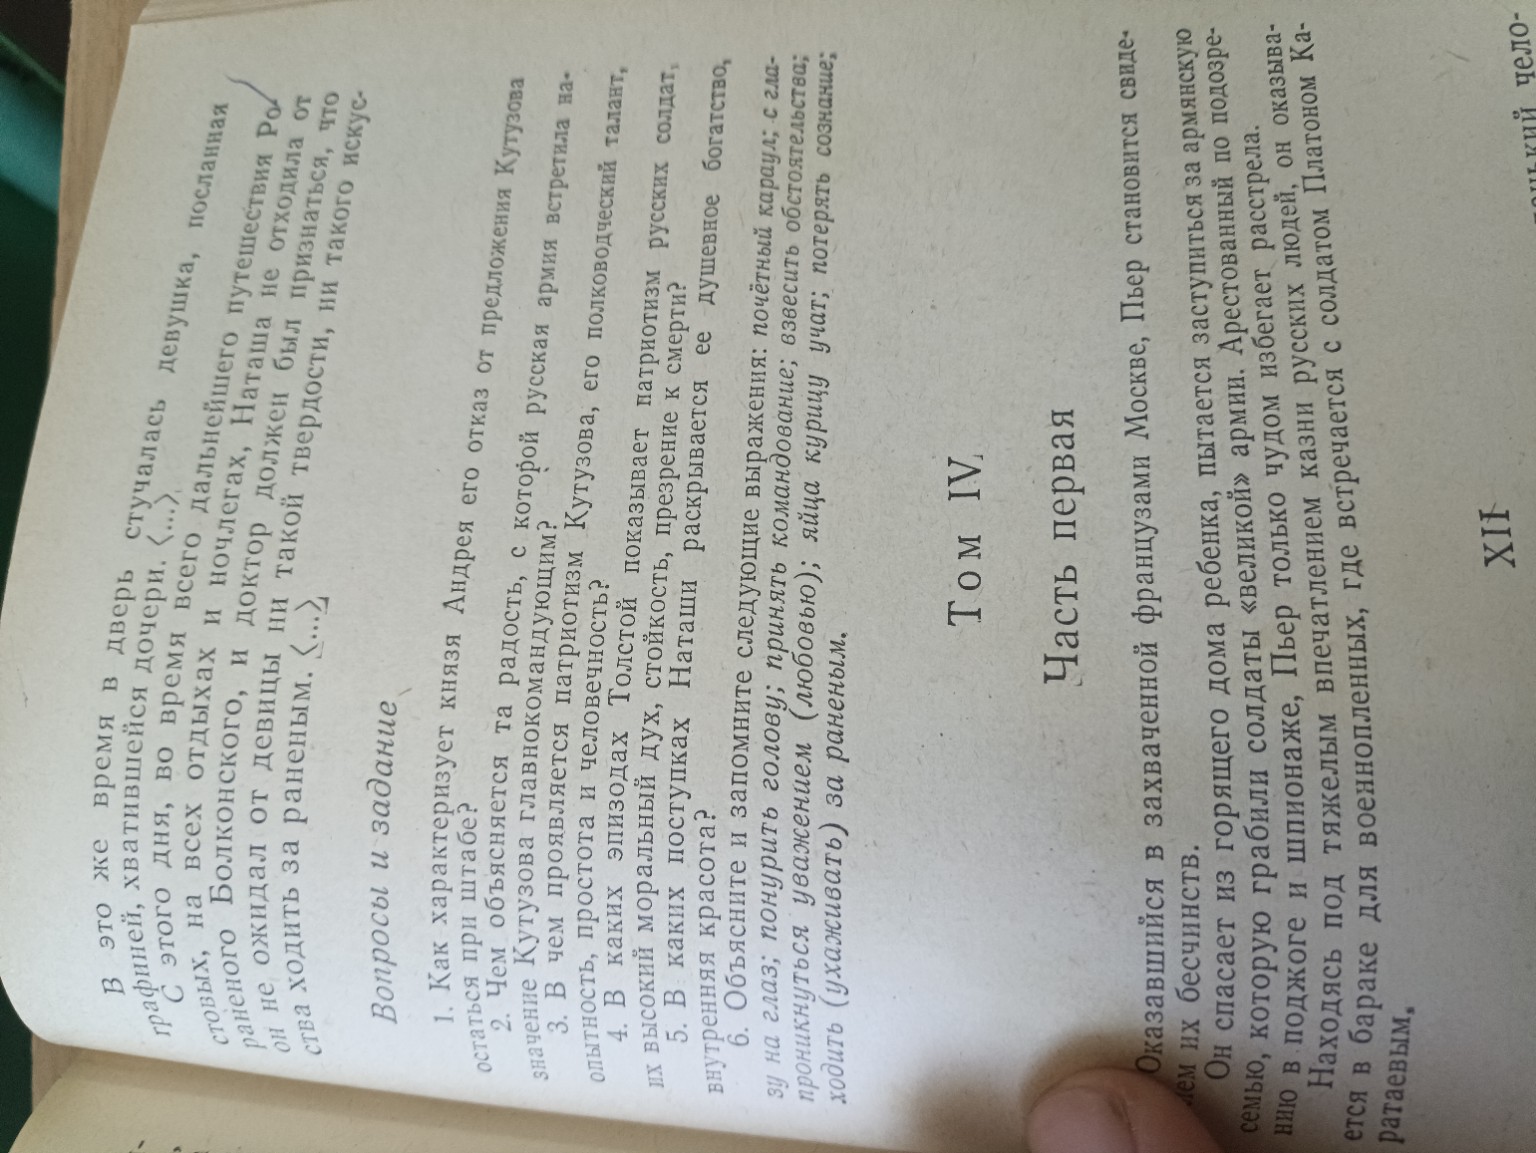 В это же время в дверь стучалась девушка, посланная
графиней, хватившейся дочери. ⟨...⟩
С этого дня, во время всего дальнейшего путешествия Ро-
стовых, на всех отдыхах и ночлегах, Наташа не отходила от
раненого Болконского, и доктор должен был признаться, что
он не ожидал от девицы ни такой твердости, ни такого искус-
ства ходить за раненым. ⟨...⟩
Вопросы и задание
1. Как характеризует князя Андрея его отказ от предложения Кутузова
остаться при штабе?
2. Чем объясняется та радость, с которой русская армия встретила на-
значение Кутузова главнокомандующим?
3. В чем проявляется патриотизм Кутузова, его полководческий талант,
опытность, простота и человечность?
4. В каких эпизодах Толстой показывает патриотизм русских солдат,
их высокий моральный дух, стойкость, презрение к смерти?
5. В каких поступках Наташи раскрывается ее душевное богатство,
внутренняя красота?
6. Объясните и запомните следующие выражения: почётный караул; с гла-
зу на глаз; понурить голову; принять командование; взвесить обстоятельства;
проникнуться уважением (любовью); яйца курицу учат; потерять сознание;
ходить (ухаживать) за раненым.
Том IV
Часть первая
Оказавшийся в захваченной французами Москве, Пьер становится свиде-
лем их бесчинств.
Он спасает из горящего дома ребенка, пытается заступиться за армянскую
семью, которую грабили солдаты «великой» армии. Арестованный по подозре-
нию в поджоге и шпионаже, Пьер только чудом избегает расстрела.
Находясь под тяжелым впечатлением казни русских людей, он оказыва-
ется в бараке для военнопленных, где встречается с солдатом Платоном Ка-
ратаевым.
XII
чело-